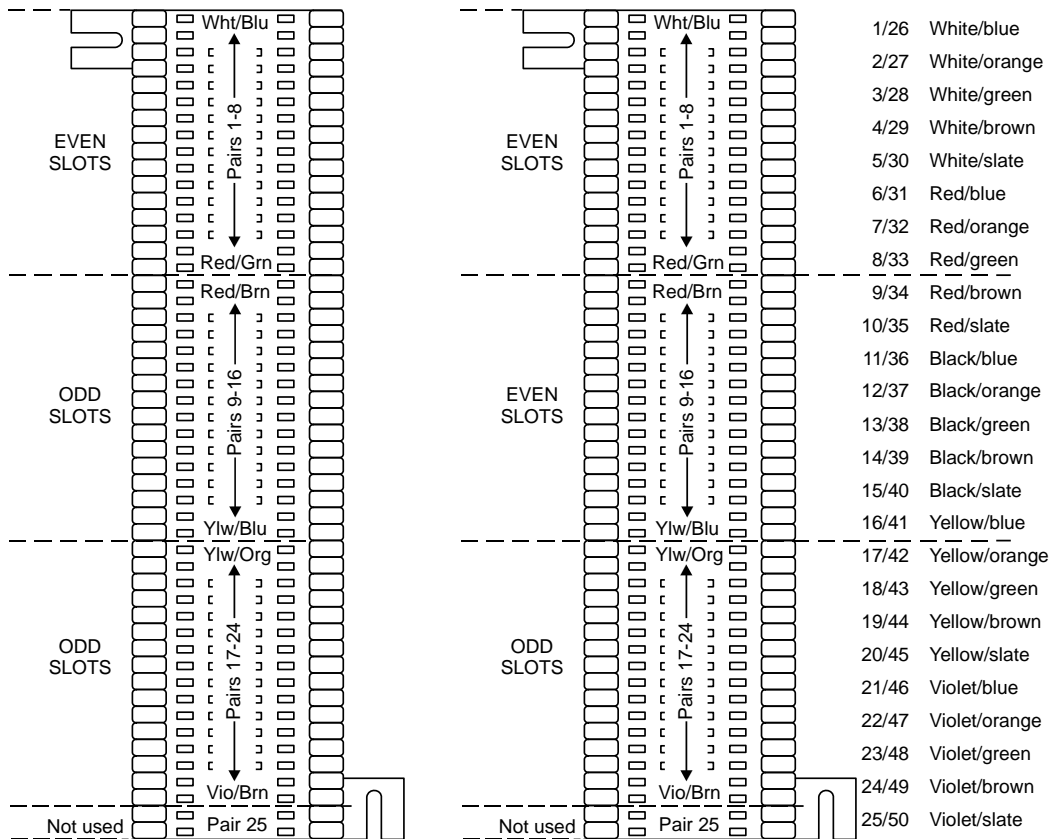 Wht/Blu
Pairs 1-8
EVEN
SLOTS
Red/Grn
Red/Brn
Pairs 9-16
ODD
SLOTS
Ylw/Blu
Ylw/Org
Pairs 17-24
ODD
SLOTS
Vio/Brn
Not used
Pair 25
Wht/Blu
Pairs 1-8
EVEN
SLOTS
Red/Grn
Red/Brn
Pairs 9-16
EVEN
SLOTS
Ylw/Blu
Ylw/Org
Pairs 17-24
ODD
SLOTS
Vio/Brn
Not used
Pair 25
1/26 White/blue
2/27 White/orange
3/28 White/green
4/29 White/brown
5/30 White/slate
6/31 Red/blue
7/32 Red/orange
8/33 Red/green
9/34 Red/brown
10/35 Red/slate
11/36 Black/blue
12/37 Black/orange
13/38 Black/green
14/39 Black/brown
15/40 Black/slate
16/41 Yellow/blue
17/42 Yellow/orange
18/43 Yellow/green
19/44 Yellow/brown
20/45 Yellow/slate
21/46 Violet/blue
22/47 Violet/orange
23/48 Violet/green
24/49 Violet/brown
25/50 Violet/slate